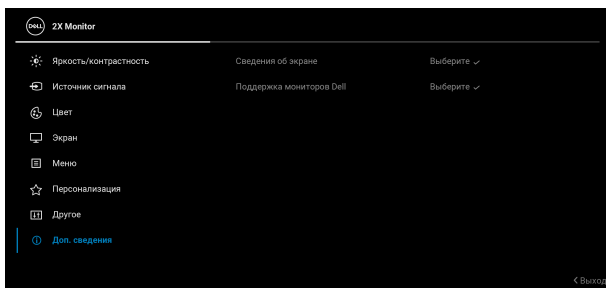 DELL 2X Monitor
Яркость/контрастность Сведения об экране Выберите
Источник сигнала Поддержка мониторов Dell Выберите
Цвет
Экран
Меню
Персонализация
Другое
Доп. сведения
Выход